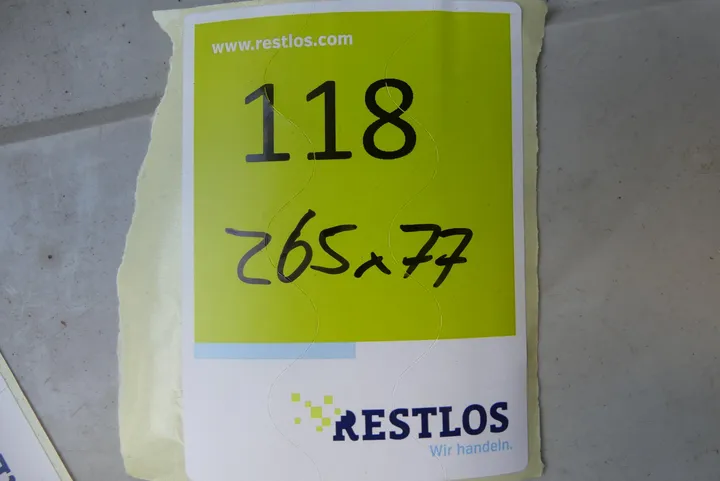 www.restlos.com
118
265x77
RESTLOS
Wir handeln.